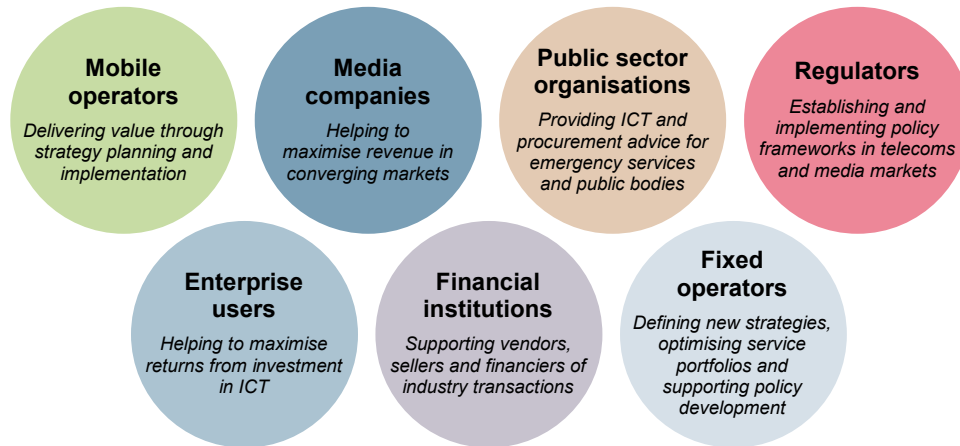 Mobile
operators
Delivering value through
strategy planning and
implementation
Media
companies
Helping to
maximise revenue in
converging markets
Public sector
organisations
Providing ICT and
procurement advice for
emergency services
and public bodies
Regulators
Establishing and
implementing policy
frameworks in telecoms
and media markets
Enterprise
users
Helping to maximise
returns from investment
in ICT
Financial
institutions
Supporting vendors,
sellers and financiers of
industry transactions
Fixed
operators
Defining new strategies,
optimising service
portfolios and
supporting policy
development